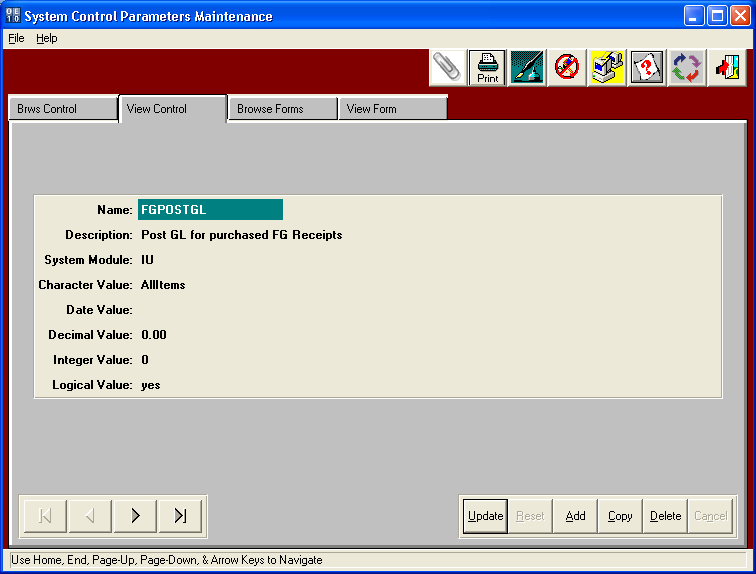 OE
10
System Control Parameters Maintenance
File Help
Print
Brws Control View Control Browse Forms View Form
Name: FGPOSTGL
Description: Post GL for purchased FG Receipts
System Module: IU
Character Value: AllItems
Date Value:
Decimal Value: 0.00
Integer Value: 0
Logical Value: yes
Update Reset Add Copy Delete Cancel
Use Home, End, Page-Up, Page-Down, & Arrow Keys to Navigate